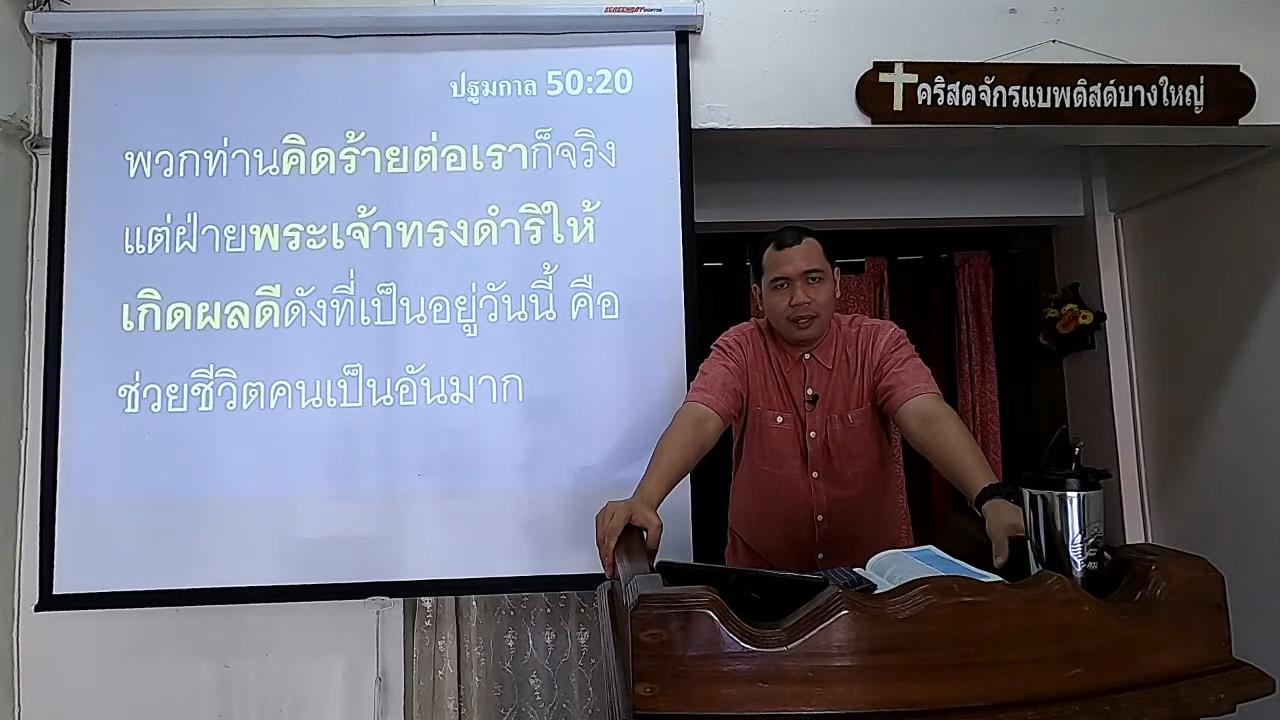 ปฐมกาล 50:20
พวกท่านคิดร้ายต่อเราก็จริง
แต่ฝ่ายพระเจ้าทรงดำริให้
เกิดผลดีดังที่เป็นอยู่วันนี้ คือ
ช่วยชีวิตคนเป็นอันมาก
คริสตจักรแบพติสต์บางใหญ่